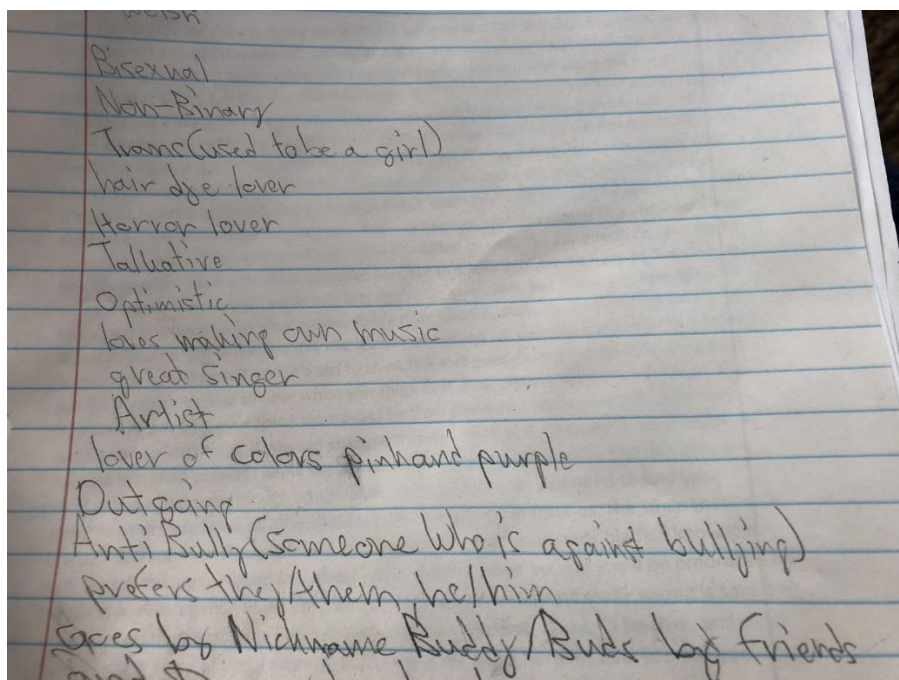 Welsh
Bisexual
Non-Binary
Trans(used to be a girl)
hair dye lover
Horror lover
Talkative
Optimistic
loves making own music
great singer
Artist
lover of colors pink and purple
Outgoing
Anti Bully(someone Who is against bullying)
prefers they/them, he/him
Goes by Nickname Buddy/Buds by friends
and